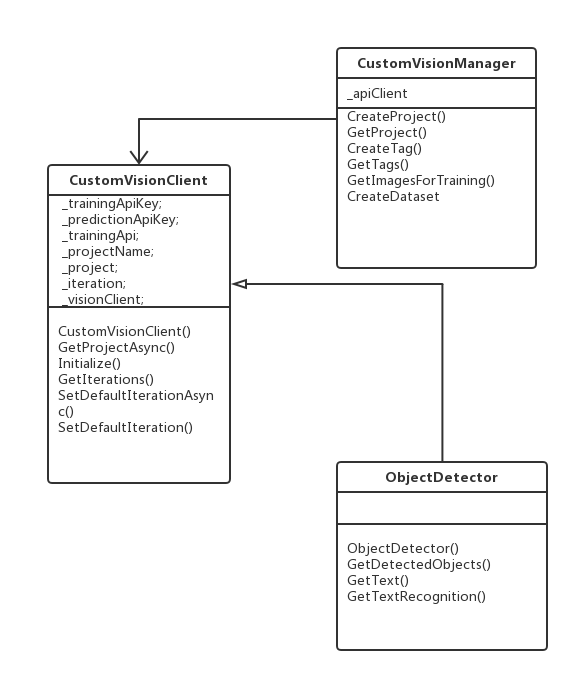 CustomVisionManager
_apiClient
CreateProject()
GetProject()
CreateTag()
GetTags()
GetImagesForTraining()
CreateDataset
CustomVisionClient
_trainingApiKey;
_predictionApiKey;
_trainingApi;
_projectName;
_project;
_iteration;
_visionClient;
CustomVisionClient()
GetProjectAsync()
Initialize()
GetIterations()
SetDefaultIterationAsyn
c()
SetDefaultIteration()
ObjectDetector
ObjectDetector()
GetDetectedObjects()
GetText()
GetTextRecognition()